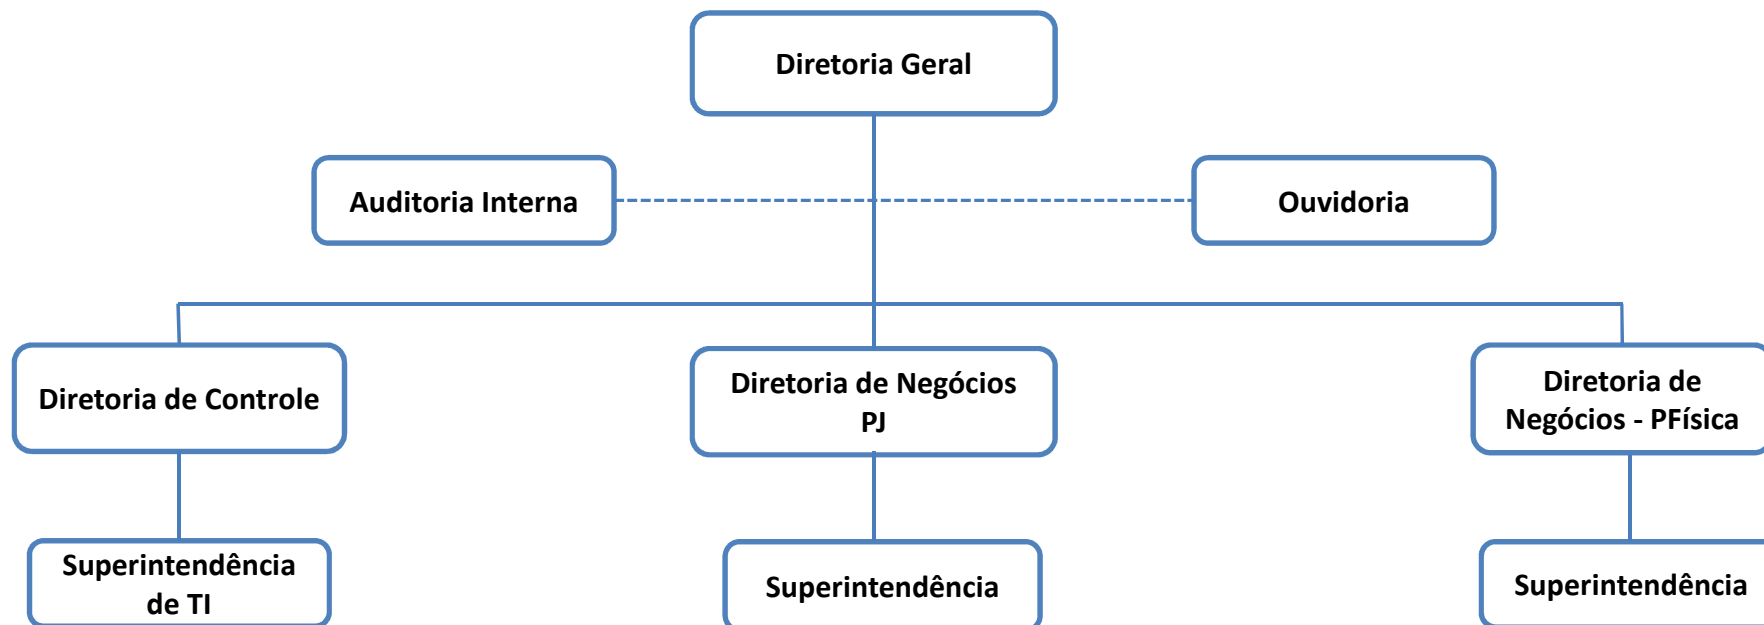 Diretoria Geral
Auditoria Interna
Ouvidoria
Diretoria de Controle
Diretoria de Negócios
PJ
Diretoria de
Negócios - PFísica
Superintendência
de TI
Superintendência
Superintendência